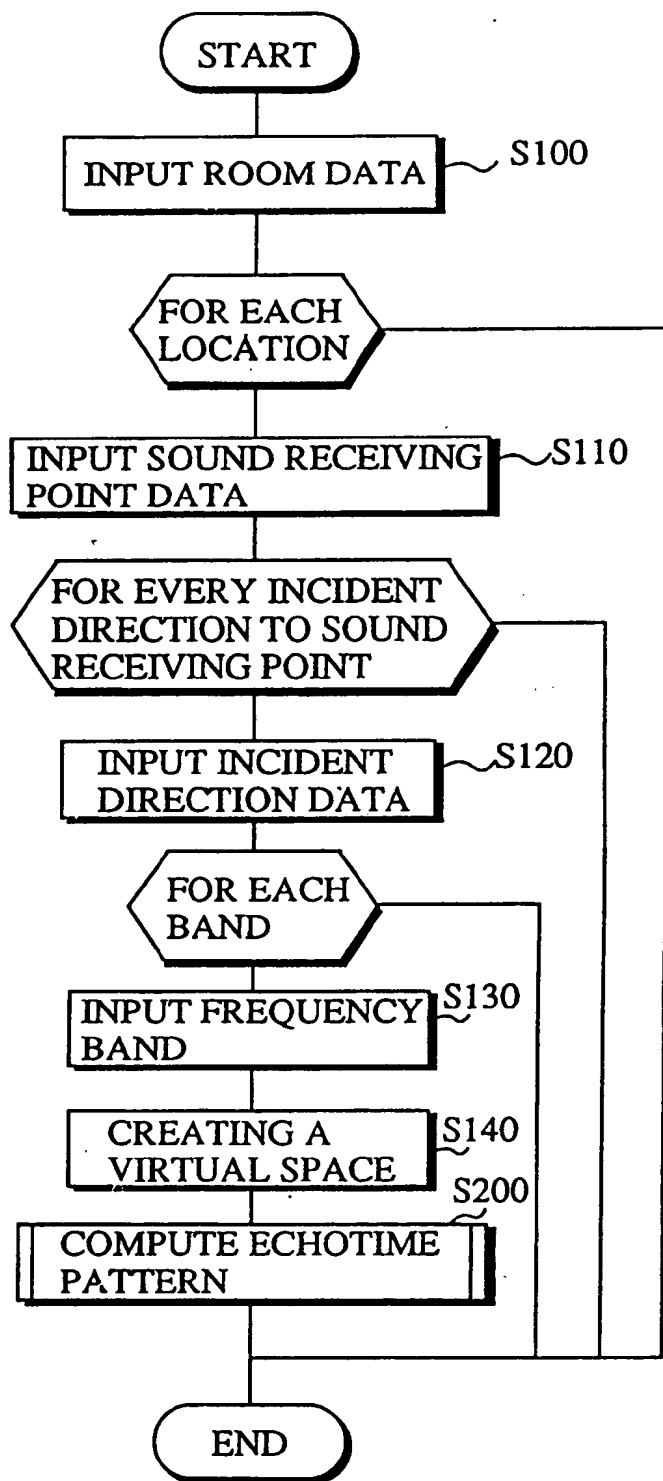 START
INPUT ROOM DATA
S100
FOR EACH
LOCATION
INPUT SOUND RECEIVING
POINT DATA
S110
FOR EVERY INCIDENT
DIRECTION TO SOUND
RECEIVING POINT
INPUT INCIDENT
DIRECTION DATA
S120
FOR EACH
BAND
INPUT FREQUENCY
BAND
S130
CREATING A
VIRTUAL SPACE
S140
COMPUTE ECHOTIME
PATTERN
S200
END